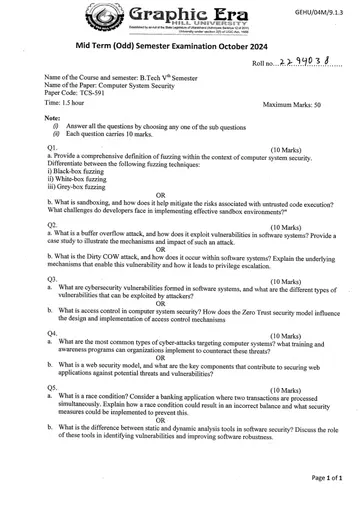 GEHU/04M/9.1.3
Graphic Era
HILL UNIVERSITY
Mid Term (Odd) Semester Examination October 2024
Roll no...2294038........
Name of the Course and semester: B.Tech Vth Semester
Name of the Paper: Computer System Security
Paper Code: TCS-591
Time: 1.5 hour Maximum Marks: 50
Note:
(i) Answer all the questions by choosing any one of the sub questions
(ii) Each question carries 10 marks.
Q1. (10 Marks)
a. Provide a comprehensive definition of fuzzing within the context of computer system security.
Differentiate between the following fuzzing techniques:
i) Black-box fuzzing
ii) White-box fuzzing
iii) Grey-box fuzzing
OR
b. What is sandboxing, and how does it help mitigate the risks associated with untrusted code execution?
What challenges do developers face in implementing effective sandbox environments?"
Q2. (10 Marks)
a. What is a buffer overflow attack, and how does it exploit vulnerabilities in software systems? Provide a
case study to illustrate the mechanisms and impact of such an attack.
OR
b. What is the Dirty COW attack, and how does it occur within software systems? Explain the underlying
mechanisms that enable this vulnerability and how it leads to privilege escalation.
Q3. (10 Marks)
a. What are cybersecurity vulnerabilities formed in software systems, and what are the different types of
vulnerabilities that can be exploited by attackers?
OR
b. What is access control in computer system security? How does the Zero Trust security model influence
the design and implementation of access control mechanisms
Q4. (10 Marks)
a. What are the most common types of cyber-attacks targeting computer systems? what training and
awareness programs can organizations implement to counteract these threats?
OR
b. What is a web security model, and what are the key components that contribute to securing web
applications against potential threats and vulnerabilities?
Q5. (10 Marks)
a. What is a race condition? Consider a banking application where two transactions are processed
simultaneously. Explain how a race condition could result in an incorrect balance and what security
measures could be implemented to prevent this.
OR
b. What is the difference between static and dynamic analysis tools in software security? Discuss the role
of these tools in identifying vulnerabilities and improving software robustness.
Page 1 of 1